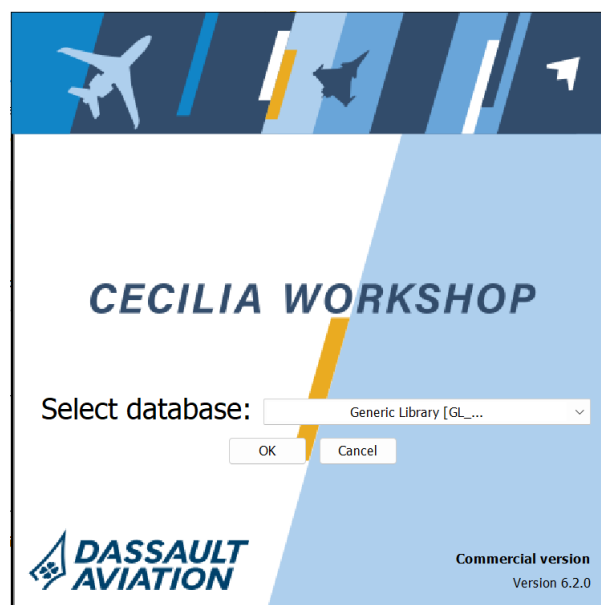 CECILIA WORKSHOP
Select database: Generic Library [GL_...
OK Cancel
DASSAULT
AVIATION
Commercial version
Version 6.2.0